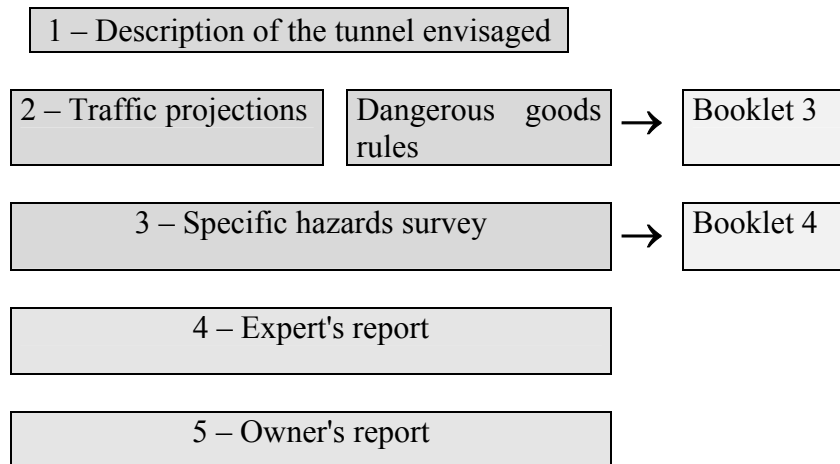 1 – Description of the tunnel envisaged
2 – Traffic projections
Dangerous goods
rules
→
Booklet 3
3 – Specific hazards survey
→
Booklet 4
4 – Expert's report
5 – Owner's report